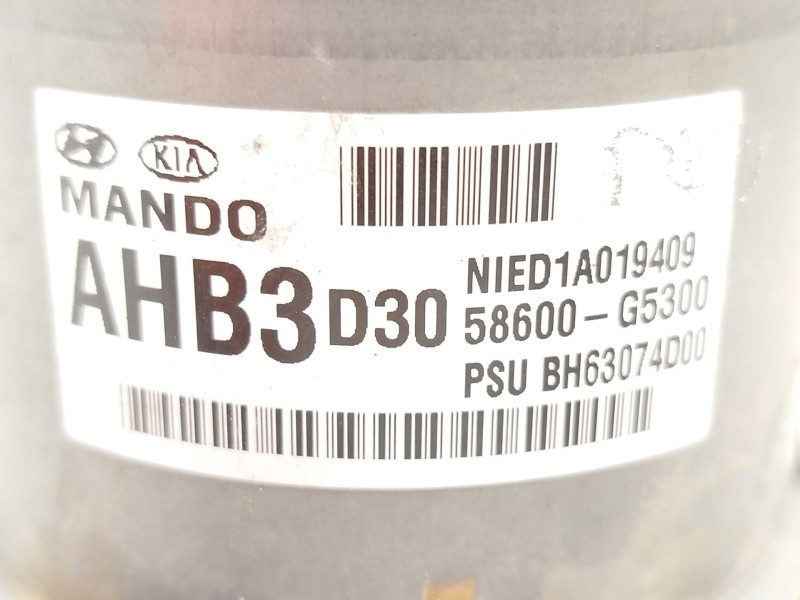 KIA
MANDO
AHB3 D30
NIED1A019409
58600-G5300
PSU BH63074D00